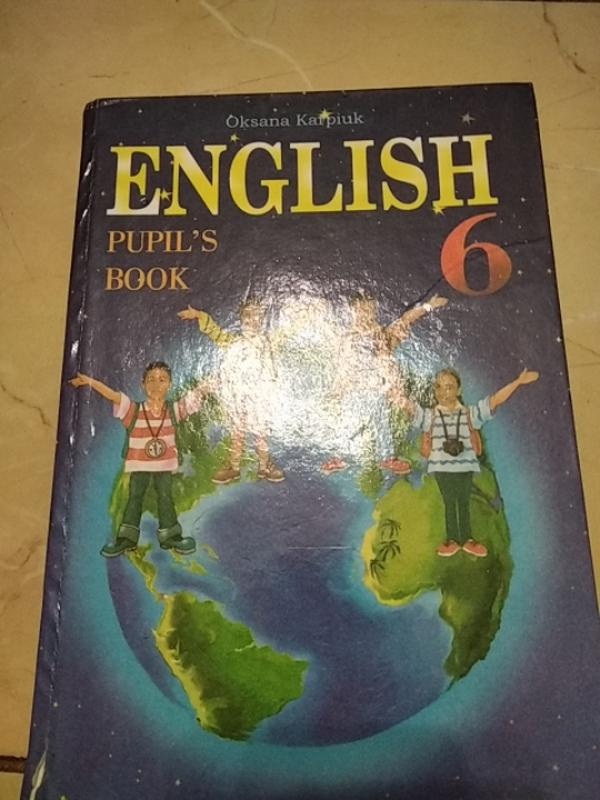 Oksana Karpiuk
ENGLISH
PUPIL'S
BOOK
6